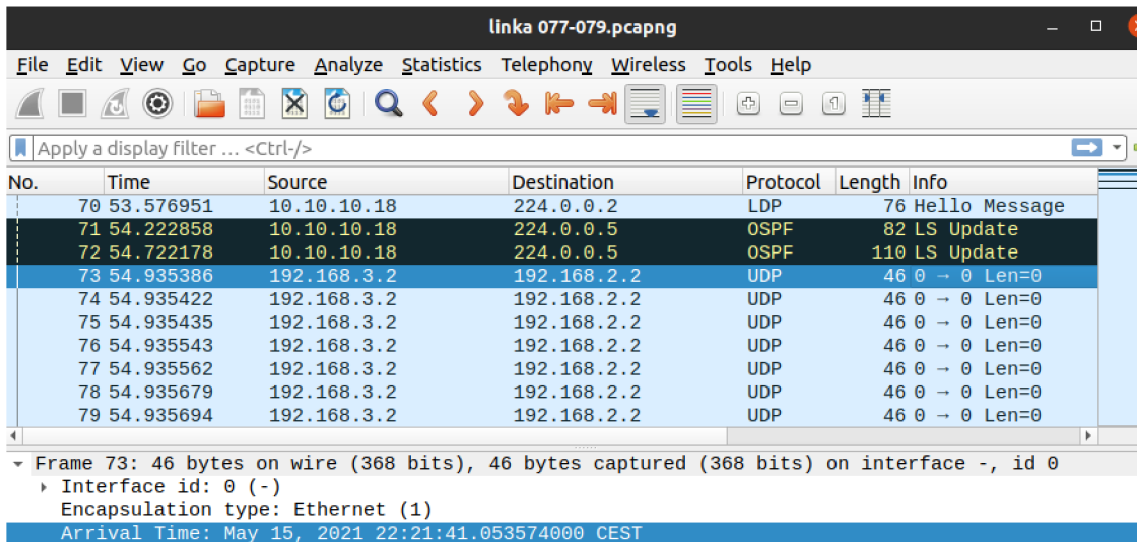 linka 077-079.pcapng
File Edit View Go Capture Analyze Statistics Telephony Wireless Tools Help
Apply a display filter … <Ctrl-/>
No. Time Source Destination Protocol Length Info
70 53.576951 10.10.10.18 224.0.0.2 LDP 76 Hello Message
71 54.222858 10.10.10.18 224.0.0.5 OSPF 82 LS Update
72 54.722178 10.10.10.18 224.0.0.5 OSPF 110 LS Update
73 54.935386 192.168.3.2 192.168.2.2 UDP 46 0 → 0 Len=0
74 54.935422 192.168.3.2 192.168.2.2 UDP 46 0 → 0 Len=0
75 54.935435 192.168.3.2 192.168.2.2 UDP 46 0 → 0 Len=0
76 54.935543 192.168.3.2 192.168.2.2 UDP 46 0 → 0 Len=0
77 54.935562 192.168.3.2 192.168.2.2 UDP 46 0 → 0 Len=0
78 54.935679 192.168.3.2 192.168.2.2 UDP 46 0 → 0 Len=0
79 54.935694 192.168.3.2 192.168.2.2 UDP 46 0 → 0 Len=0
Frame 73: 46 bytes on wire (368 bits), 46 bytes captured (368 bits) on interface -, id 0
Interface id: 0 (-)
Encapsulation type: Ethernet (1)
Arrival Time: May 15, 2021 22:21:41.053574000 CEST